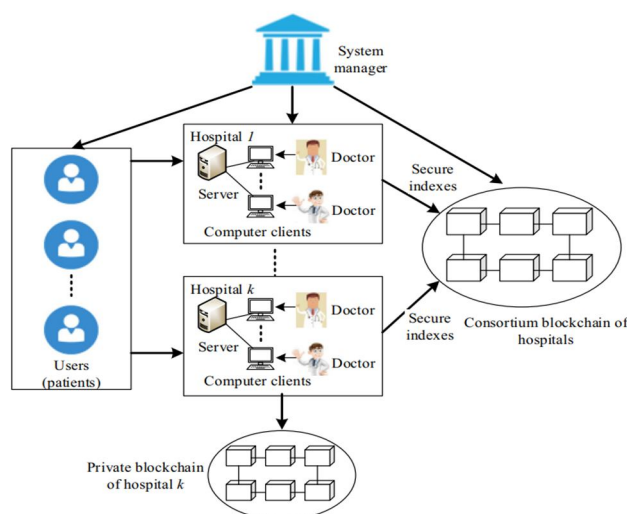 System
manager
Hospital 1
Doctor
Server
Doctor
Computer clients
Secure
indexes
Hospital k
Doctor
Server
Doctor
Computer clients
Secure
indexes
Consortium blockchain of
hospitals
Users
(patients)
Private blockchain
of hospital k